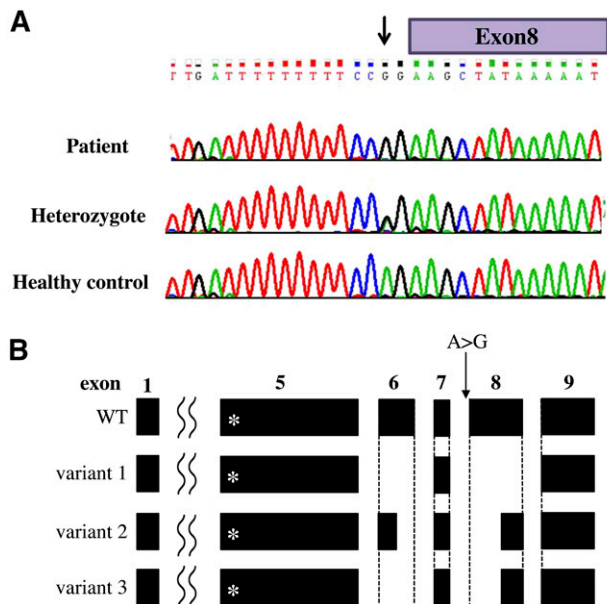 A
Exon8
T T G A T T T T T T T T C C G G A A G C T A T A A A A A T
Patient
Heterozygote
Healthy control
B
A>G
exon 1 5 6 7 8 9
WT *
variant 1 *
variant 2 *
variant 3 *